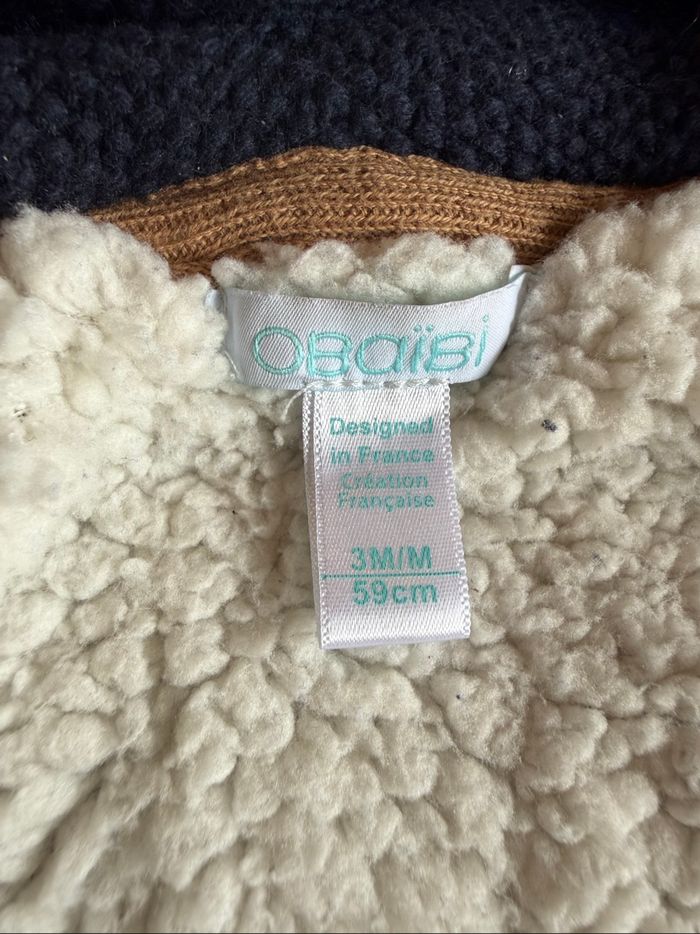 OBaïBi
Designed
in France
Création
Française
3M/M
59cm